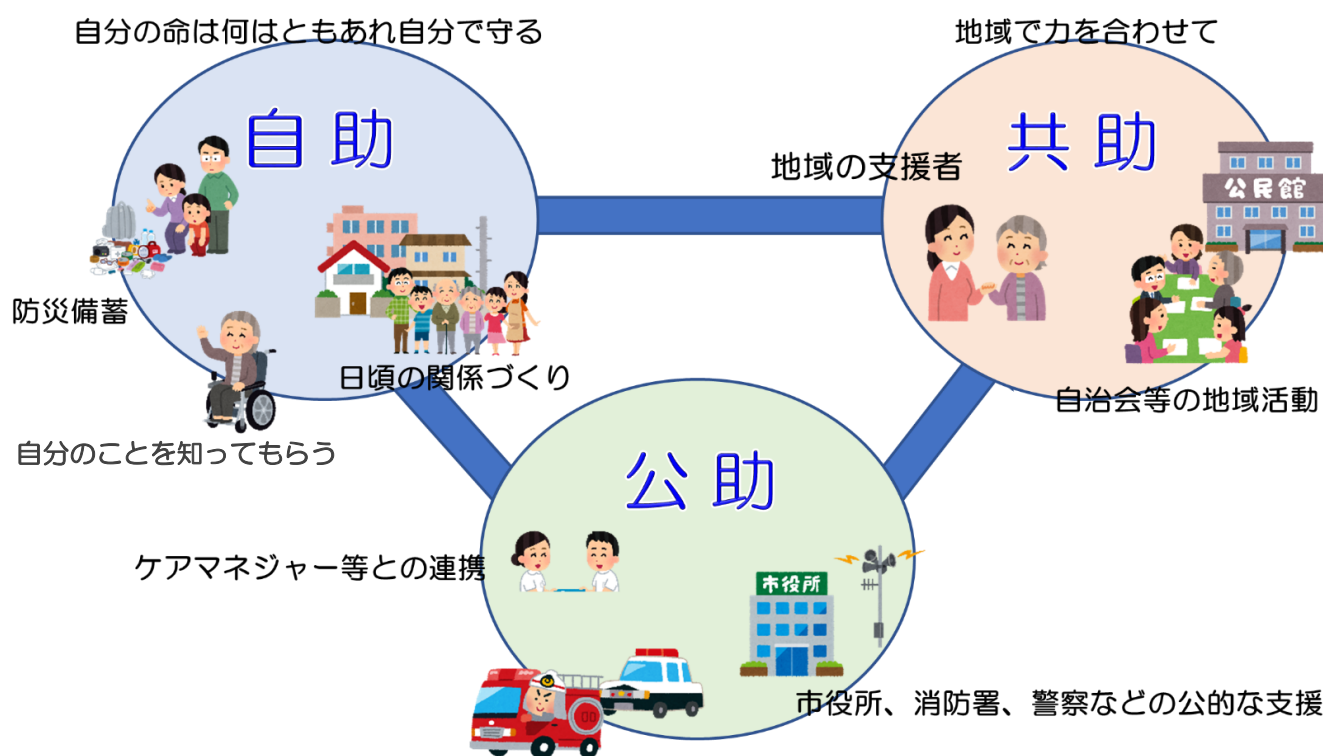 自分の命は何はともあれ自分で守る
自助
防災備蓄
日頃の関係づくり
自分のことを知ってもらう
地域で力を合わせて
共助
地域の支援者
公民館
自治会等の地域活動
公助
ケアマネジャー等との連携
市役所
市役所、消防署、警察などの公的な支援